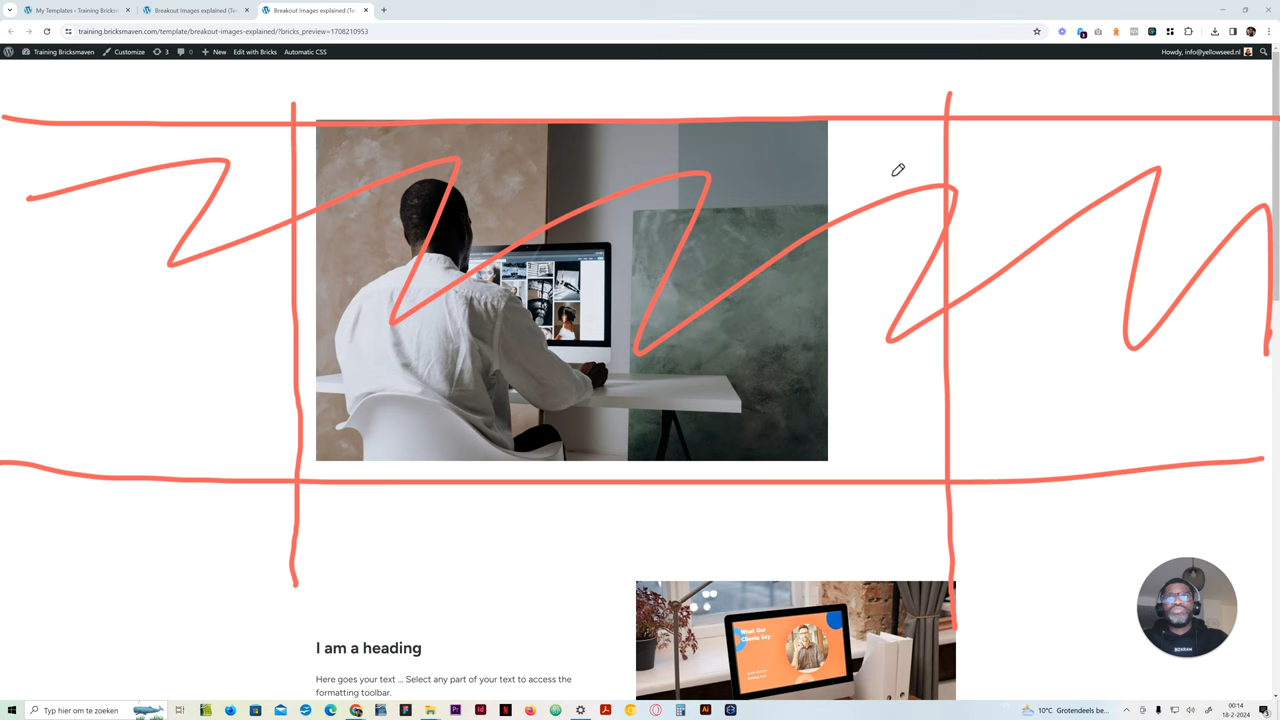 My Templates ‹ Training Bricksm
Breakout Images explained (Te
Breakout Images explained (Te
training.bricksmaven.com/template/breakout-images-explained/?bricks_preview=1708210953
Training Bricksmaven
Customize
3
0
New
Edit with Bricks
Automatic CSS
Howdy, info@yellowseed.nl
What Our
Clients Say
I am a heading
Here goes your text ... Select any part of your text to access the
formatting toolbar.
Typ hier om te zoeken
10°C Grotendeels be...
00:14
18-2-2024